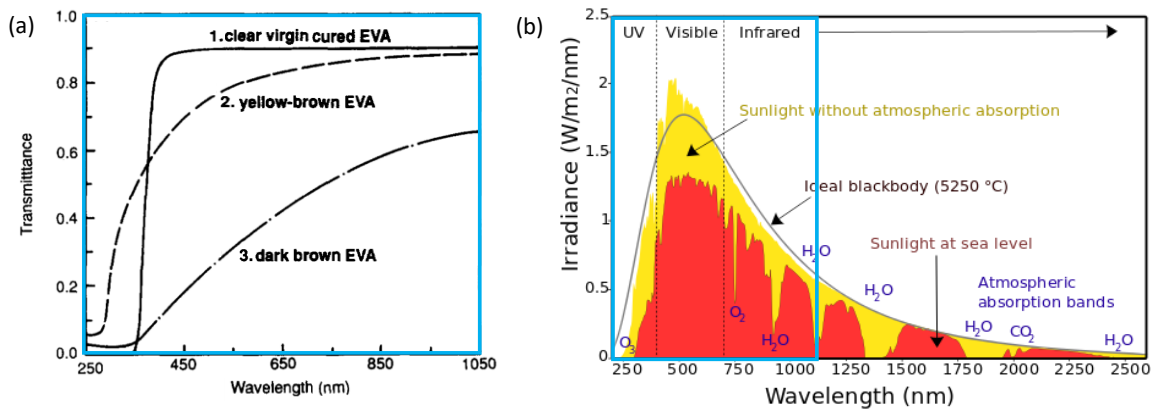 (a)
1.0
0.8
0.6
0.4
0.2
0.0
Transmitttance
1. clear virgin cured EVA
2. yellow-brown EVA
3. dark brown EVA
250
450
650
850
1050
Wavelength (nm)
(b)
2.5
2
1.5
1
0.5
0
Irradiance (W/m2/nm)
UV
Visible
Infrared
Sunlight without atmospheric absorption
Ideal blackbody (5250 °C)
H2O
Sunlight at sea level
H2O
Atmospheric
absorption bands
O3
O2
H2O
H2O
CO2
H2O
250
500
750
1000
1250
1500
1750
2000
2250
2500
Wavelength (nm)